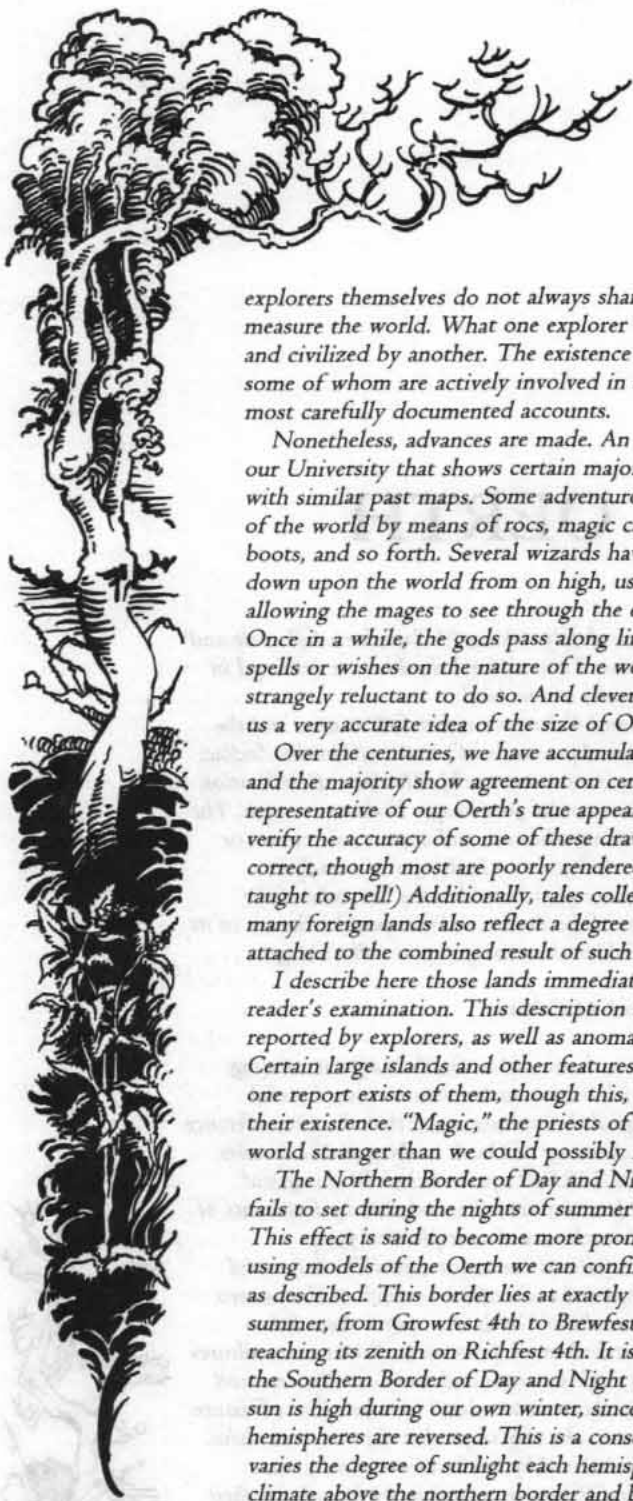 explorers themselves do not always shar
measure the world. What one explorer
and civilized by another. The existence
some of whom are actively involved in
most carefully documented accounts.
Nonetheless, advances are made. An
our University that shows certain major
with similar past maps. Some adventure
of the world by means of rocs, magic c
boots, and so forth. Several wizards hav
down upon the world from on high, us
allowing the mages to see through the
Once in a while, the gods pass along li
spells or wishes on the nature of the wo
strangely reluctant to do so. And clever
us a very accurate idea of the size of O
Over the centuries, we have accumula
and the majority show agreement on cer
representative of our Oerth's true appea
verify the accuracy of some of these dra
correct, though most are poorly rendere
taught to spell!) Additionally, tales colle
many foreign lands also reflect a degree
attached to the combined result of such
I describe here those lands immediat
reader's examination. This description
reported by explorers, as well as anoma
Certain large islands and other features
one report exists of them, though this,
their existence. "Magic," the priests of
world stranger than we could possibly
The Northern Border of Day and Ni
fails to set during the nights of summer
This effect is said to become more pron
using models of the Oerth we can confi
as described. This border lies at exactly
summer, from Growfest 4th to Brewfest
reaching its zenith on Richfest 4th. It is
the Southern Border of Day and Night
sun is high during our own winter, since
hemispheres are reversed. This is a cons
varies the degree of sunlight each hemis
climate above the northern border and b